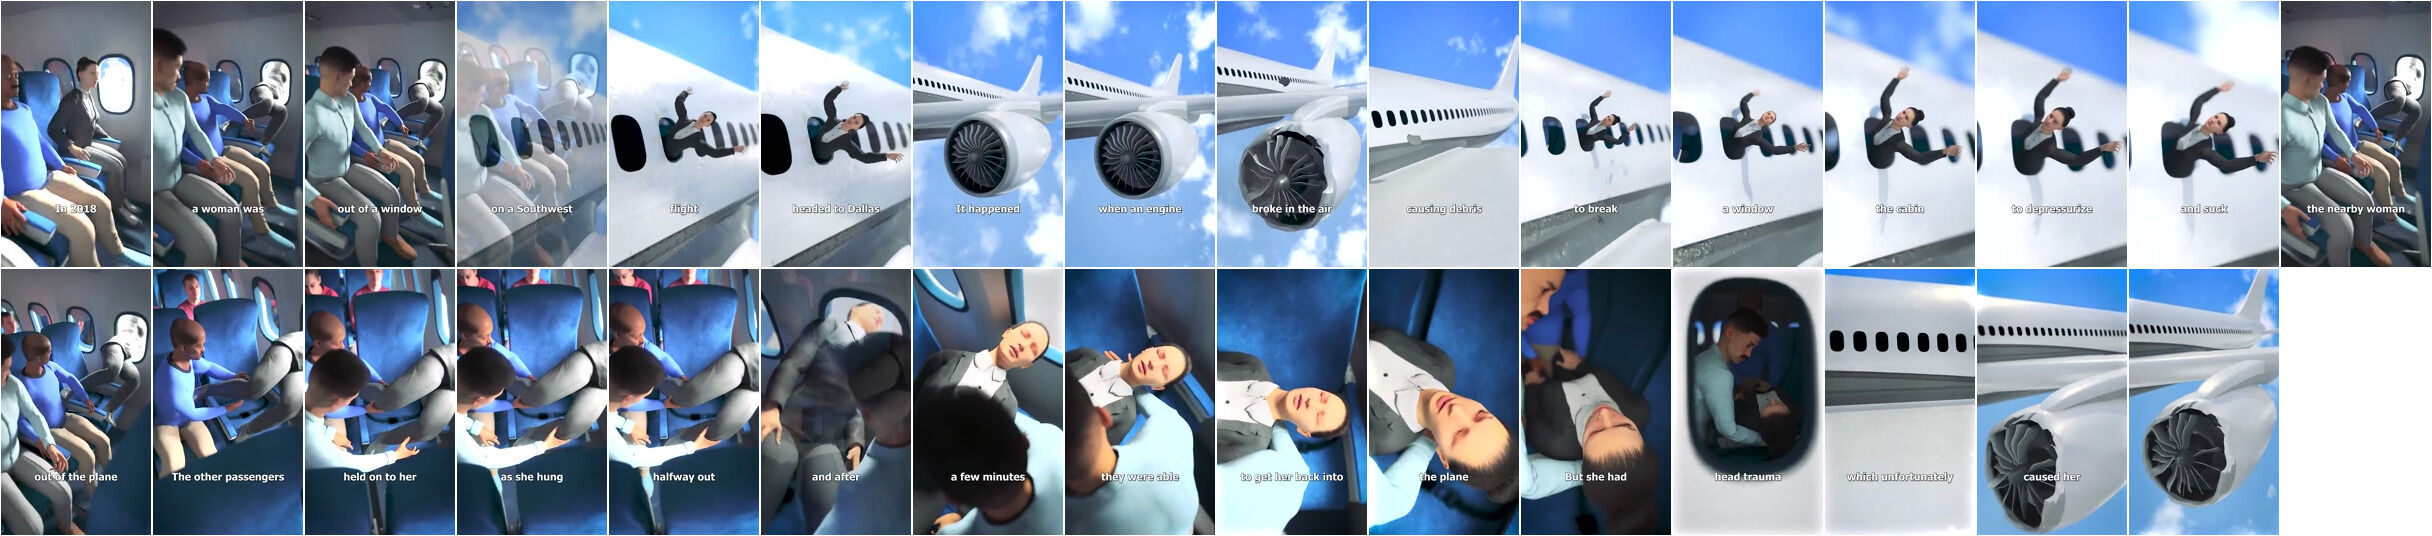 In 2018
a woman was
out of a window
on a Southwest
flight
headed to Dallas
It happened
when an engine
broke in the air
causing debris
to break
a window
the cabin
to depressurize
and suck
the nearby woman
out of the plane
The other passengers
held on to her
as she hung
halfway out
and after
a few minutes
they were able
to get her back into
the plane
But she had
head trauma
which unfortunately
caused her